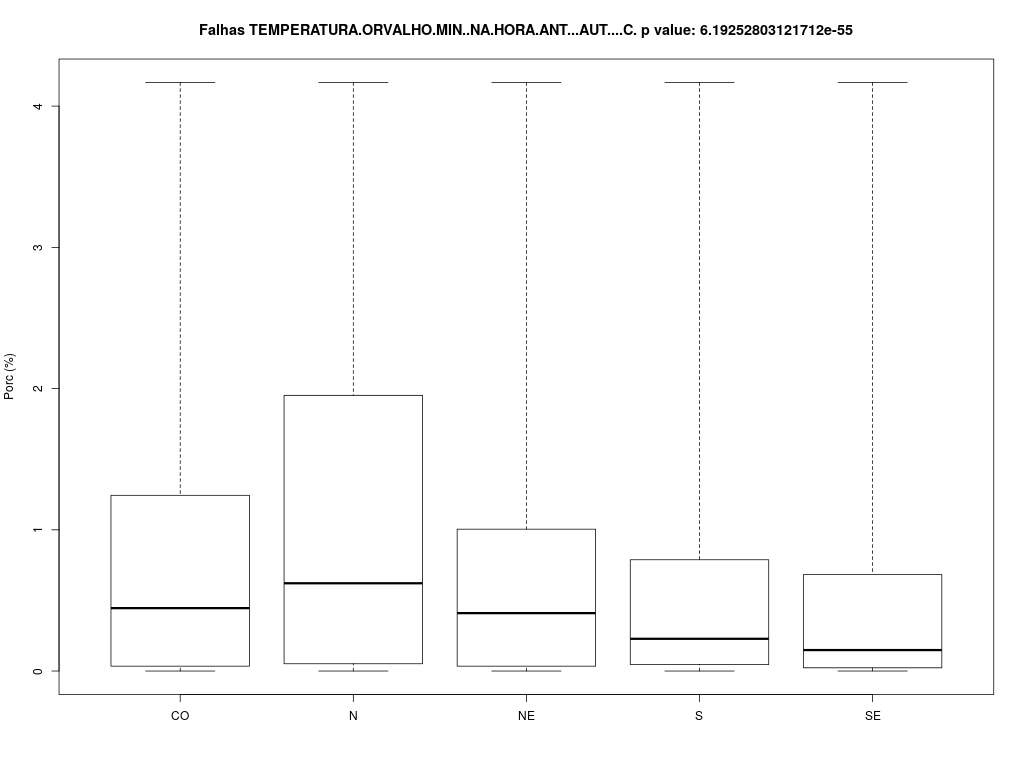 Falhas TEMPERATURA.ORVALHO.MIN..NA.HORA.ANT...AUT....C. p value: 6.19252803121712e-55
4
3
2
1
0
Porc (%)
CO N NE S SE